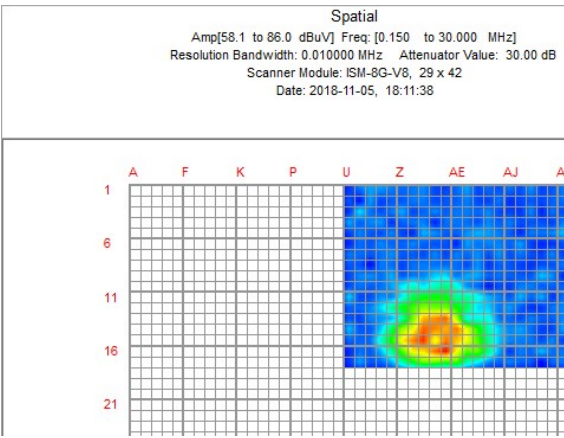 Spatial
Amp[58.1 to 86.0 dBuV] Freq: [0.150 to 30.000 MHz]
Resolution Bandwidth: 0.010000 MHz Attenuator Value: 30.00 dB
Scanner Module: ISM-8G-V8, 29 x 42
Date: 2018-11-05, 18:11:38
A F K P U Z AE AJ
1
6
11
16
21